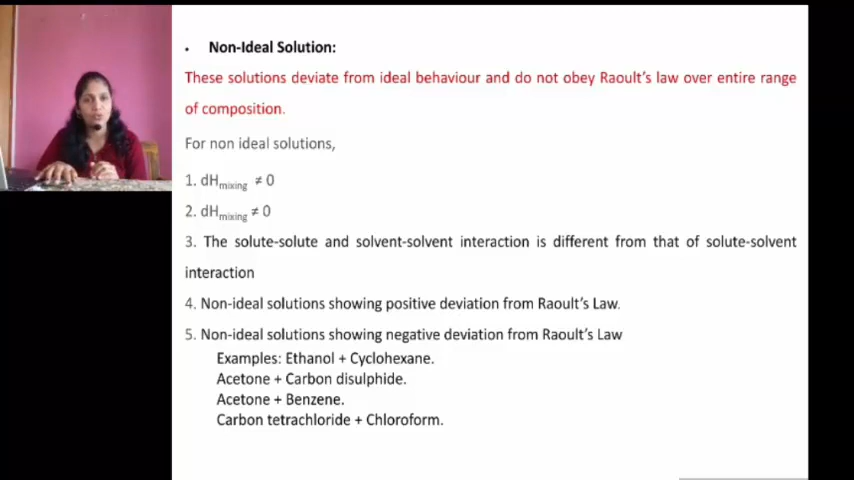 • Non-Ideal Solution:
These solutions deviate from ideal behaviour and do not obey Raoult's law over entire range
of composition.
For non ideal solutions,
1. dHmixing ≠ 0
2. dHmixing ≠ 0
3. The solute-solute and solvent-solvent interaction is different from that of solute-solvent
interaction
4. Non-ideal solutions showing positive deviation from Raoult's Law.
5. Non-ideal solutions showing negative deviation from Raoult's Law
Examples: Ethanol + Cyclohexane.
Acetone + Carbon disulphide.
Acetone + Benzene.
Carbon tetrachloride + Chloroform.